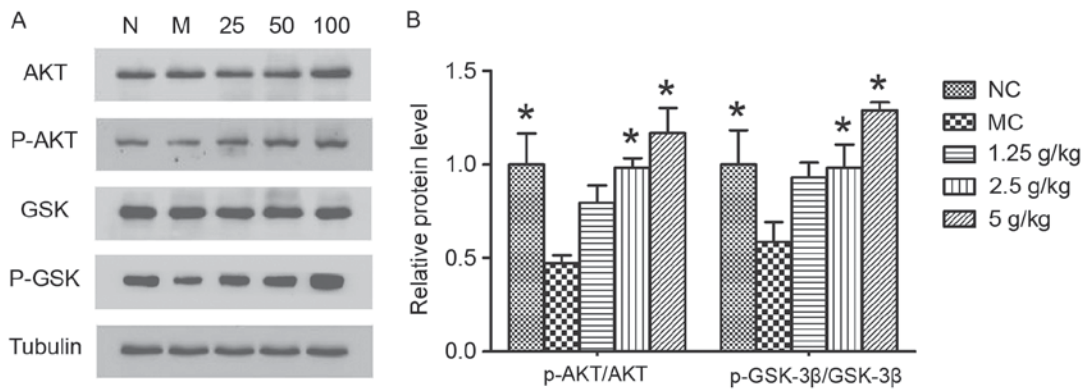 A
N M 25 50 100
AKT
P-AKT
GSK
P-GSK
Tubulin
B
Relative protein level
1.5
1.0
0.5
0.0
* * * * * *
p-AKT/AKT
p-GSK-3β/GSK-3β
NC
MC
1.25 g/kg
2.5 g/kg
5 g/kg